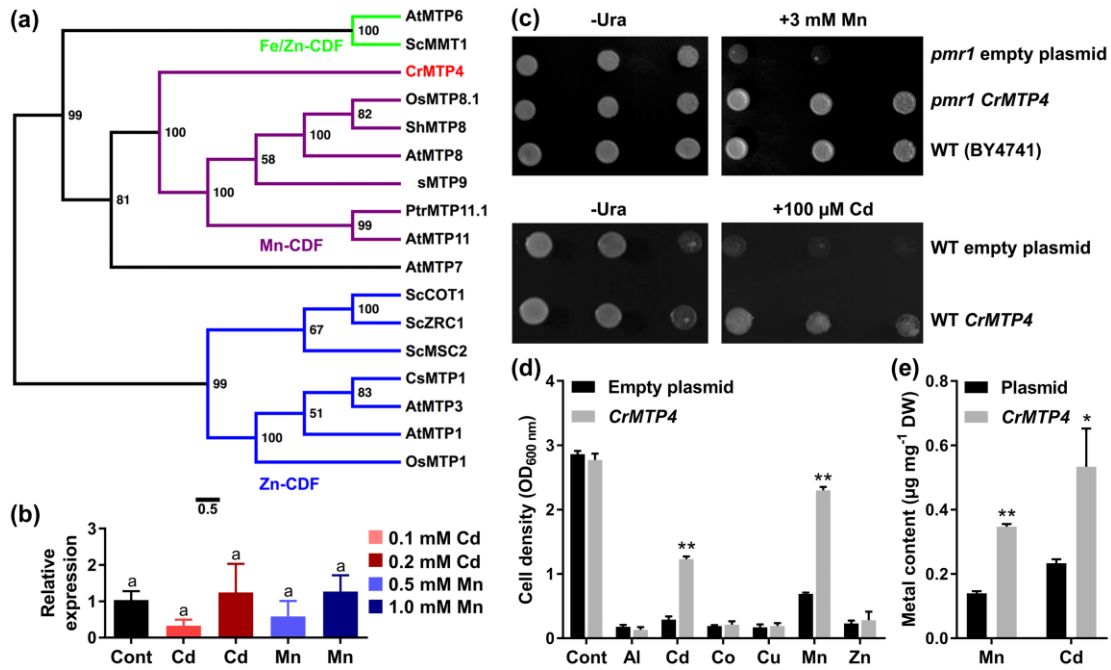 (a)
AtMTP6
100
Fe/Zn-CDF
ScMMT1
CrMTP4
99
OsMTP8.1
82
100
ShMTP8
100
58
AtMTP8
sMTP9
100
81
PtrMTP11.1
99
Mn-CDF
AtMTP11
AtMTP7
ScCOT1
100
67
ScZRC1
ScMSC2
99
CsMTP1
83
51
AtMTP3
100
AtMTP1
OsMTP1
Zn-CDF
0.5
(b)
Relative
expression
3
2
1
0
a
a
a
a
a
Cont
Cd
Cd
Mn
Mn
0.1 mM Cd
0.2 mM Cd
0.5 mM Mn
1.0 mM Mn
(c)
-Ura
+3 mM Mn
pmr1 empty plasmid
pmr1 CrMTP4
WT (BY4741)
-Ura
+100 µM Cd
WT empty plasmid
WT CrMTP4
(d)
Empty plasmid
CrMTP4
Cell density (OD600 nm)
4
3
2
1
0
**
**
Cont
Al
Cd
Co
Cu
Mn
Zn
(e)
Plasmid
CrMTP4
Metal content (µg mg-1 DW)
0.8
0.6
0.4
0.2
0.0
**
*
Mn
Cd